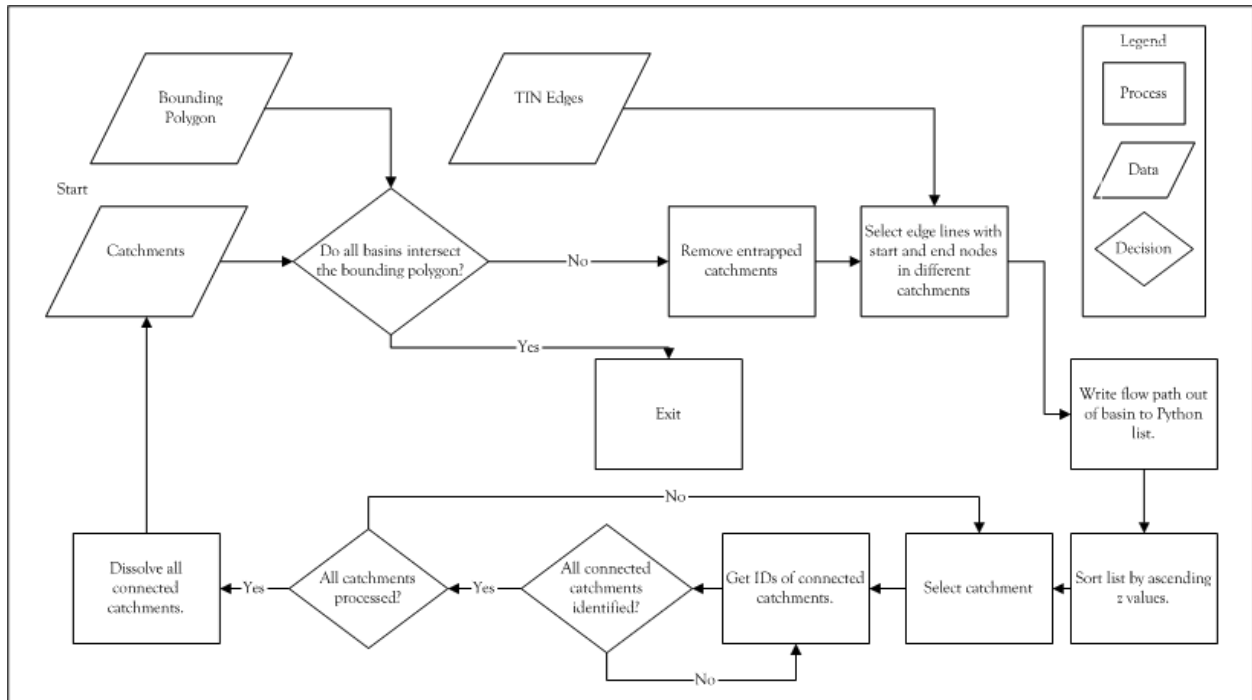 Legend
Process
Data
Decision
Bounding
Polygon
TIN Edges
Start
Catchments
Do all basins intersect
the bounding polygon?
No
Remove entrapped
catchments
Select edge lines with
start and end nodes
in different
catchments
Yes
Exit
Write flow path out
of basin to Python
list.
No
Dissolve all
connected
catchments.
Yes
All catchments
processed?
Yes
All connected
catchments
identified?
Get IDs of connected
catchments.
Select catchment
Sort list by ascending
z values.
No